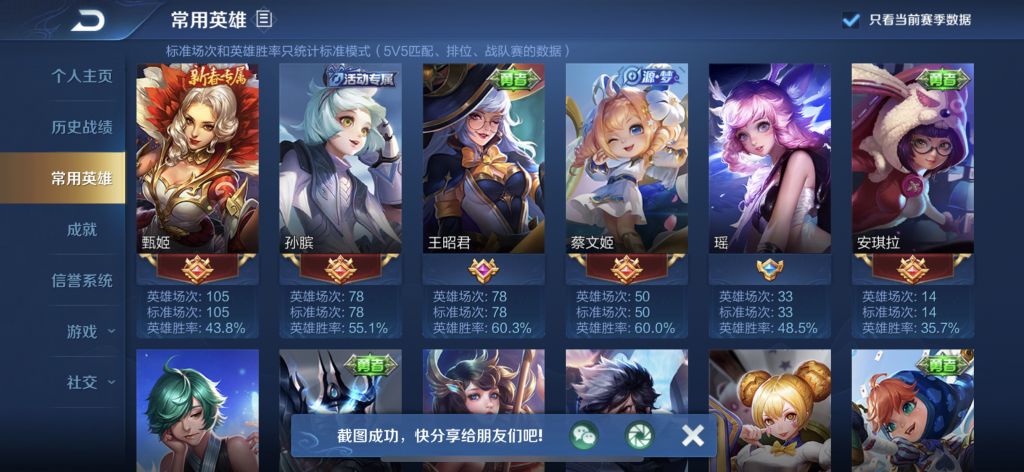 常用英雄
只看当前赛季数据
标准场次和英雄胜率只统计标准模式（5V5匹配、排位、战队赛的数据）
个人主页
历史战绩
常用英雄
成就
信誉系统
游戏
社交
新春专属
活动专属
勇者
源·梦
勇者
甄姬
孙膑
王昭君
蔡文姬
瑶
安琪拉
英雄场次: 105
标准场次: 105
英雄胜率: 43.8%
英雄场次: 78
标准场次: 78
英雄胜率: 55.1%
英雄场次: 78
标准场次: 78
英雄胜率: 60.3%
英雄场次: 50
标准场次: 50
英雄胜率: 60.0%
英雄场次: 33
标准场次: 33
英雄胜率: 48.5%
英雄场次: 14
标准场次: 14
英雄胜率: 35.7%
勇者
勇者
截图成功，快分享给朋友们吧!